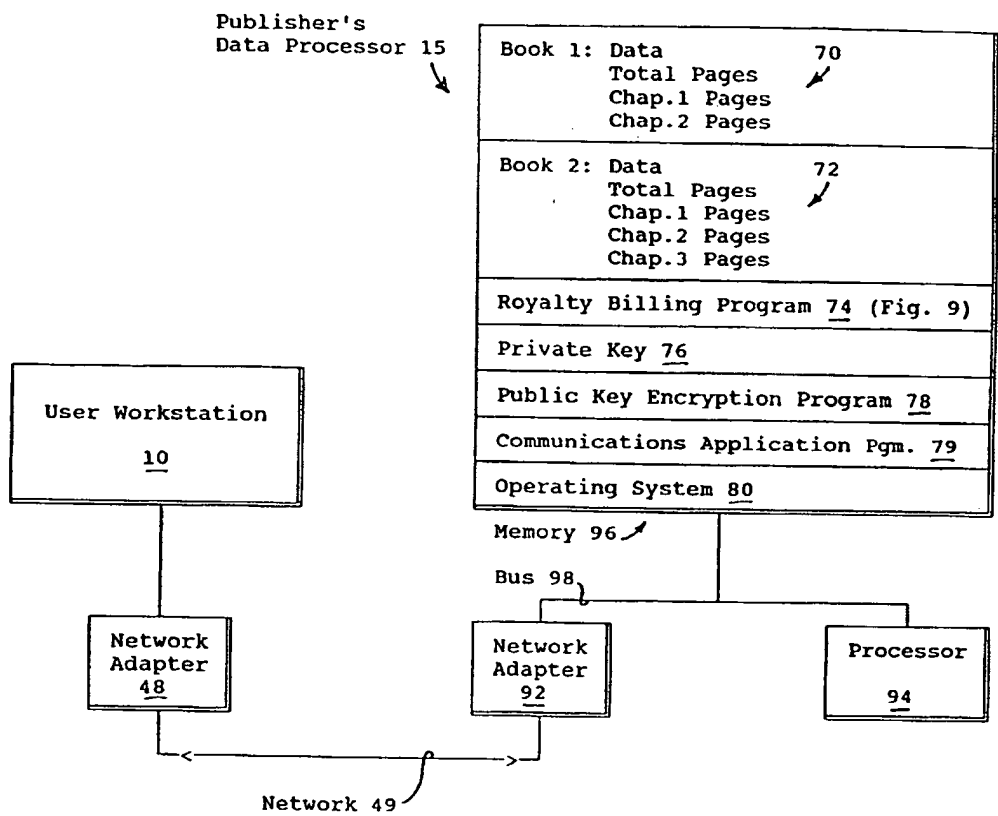 Publisher's
Data Processor 15
Book 1: Data 70
Total Pages
Chap.1 Pages
Chap.2 Pages
Book 2: Data 72
Total Pages
Chap.1 Pages
Chap.2 Pages
Chap.3 Pages
Royalty Billing Program 74 (Fig. 9)
Private Key 76
Public Key Encryption Program 78
Communications Application Pgm. 79
Operating System 80
Memory 96
Bus 98
User Workstation
10
Network
Adapter
48
Network
Adapter
92
Processor
94
Network 49